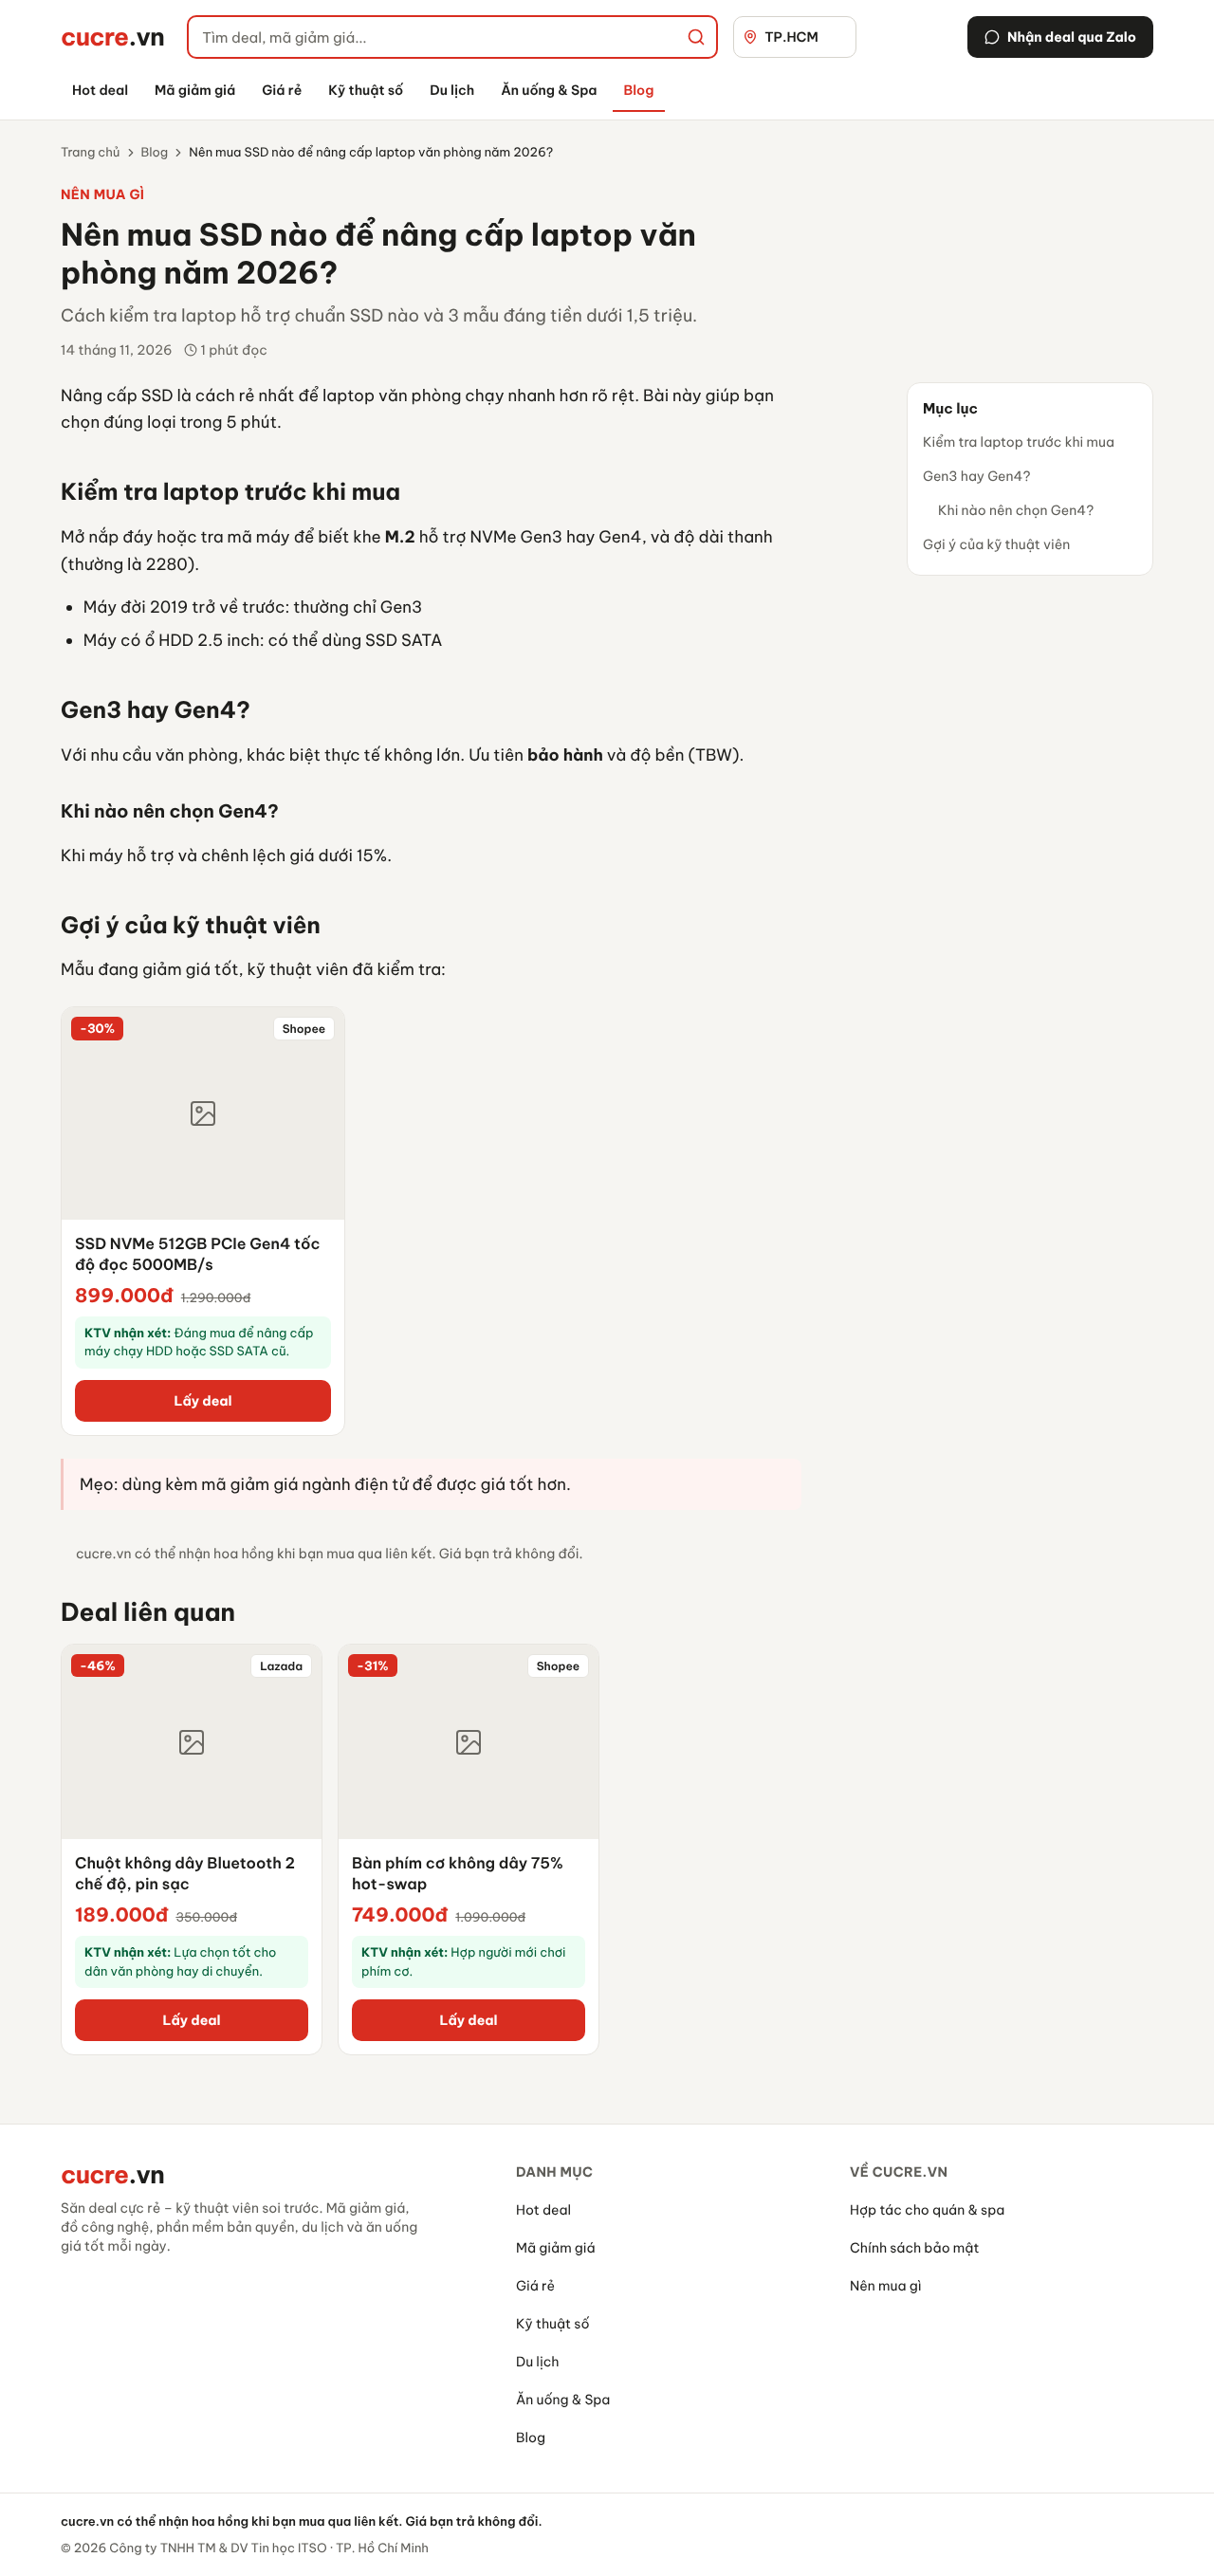 cucre.vn
Tìm deal, mã giảm giá...
TP.HCM
Nhận deal qua Zalo
Hot deal
Mã giảm giá
Giá rẻ
Kỹ thuật số
Du lịch
Ăn uống & Spa
Blog
Trang chủ > Blog > Nên mua SSD nào để nâng cấp laptop văn phòng năm 2026?
NÊN MUA GÌ
Nên mua SSD nào để nâng cấp laptop văn
phòng năm 2026?
Cách kiểm tra laptop hỗ trợ chuẩn SSD nào và 3 mẫu đáng tiền dưới 1,5 triệu.
14 tháng 11, 2026 1 phút đọc
Nâng cấp SSD là cách rẻ nhất để laptop văn phòng chạy nhanh hơn rõ rệt. Bài này giúp bạn
chọn đúng loại trong 5 phút.
Mục lục
Kiểm tra laptop trước khi mua
Gen3 hay Gen4?
Khi nào nên chọn Gen4?
Gợi ý của kỹ thuật viên
Kiểm tra laptop trước khi mua
Mở nắp đáy hoặc tra mã máy để biết khe M.2 hỗ trợ NVMe Gen3 hay Gen4, và độ dài thanh
(thường là 2280).
• Máy đời 2019 trở về trước: thường chỉ Gen3
• Máy có ổ HDD 2.5 inch: có thể dùng SSD SATA
Gen3 hay Gen4?
Với nhu cầu văn phòng, khác biệt thực tế không lớn. Ưu tiên bảo hành và độ bền (TBW).
Khi nào nên chọn Gen4?
Khi máy hỗ trợ và chênh lệch giá dưới 15%.
Gợi ý của kỹ thuật viên
Mẫu đang giảm giá tốt, kỹ thuật viên đã kiểm tra:
-30%
Shopee
SSD NVMe 512GB PCIe Gen4 tốc
độ đọc 5000MB/s
899.000đ 1.290.000đ
KTV nhận xét: Đáng mua để nâng cấp
máy chạy HDD hoặc SSD SATA cũ.
Lấy deal
Mẹo: dùng kèm mã giảm giá ngành điện tử để được giá tốt hơn.
cucre.vn có thể nhận hoa hồng khi bạn mua qua liên kết. Giá bạn trả không đổi.
Deal liên quan
-46%
Lazada
Chuột không dây Bluetooth 2
chế độ, pin sạc
189.000đ 350.000đ
KTV nhận xét: Lựa chọn tốt cho
dân văn phòng hay di chuyển.
Lấy deal
-31%
Shopee
Bàn phím cơ không dây 75%
hot-swap
749.000đ 1.090.000đ
KTV nhận xét: Hợp người mới chơi
phím cơ.
Lấy deal
cucre.vn
Săn deal cực rẻ – kỹ thuật viên soi trước. Mã giảm giá,
đồ công nghệ, phần mềm bản quyền, du lịch và ăn uống
giá tốt mỗi ngày.
DANH MỤC
Hot deal
Mã giảm giá
Giá rẻ
Kỹ thuật số
Du lịch
Ăn uống & Spa
Blog
VỀ CUCRE.VN
Hợp tác cho quán & spa
Chính sách bảo mật
Nên mua gì
cucre.vn có thể nhận hoa hồng khi bạn mua qua liên kết. Giá bạn trả không đổi.
© 2026 Công ty TNHH TM & DV Tin học ITSO · TP. Hồ Chí Minh